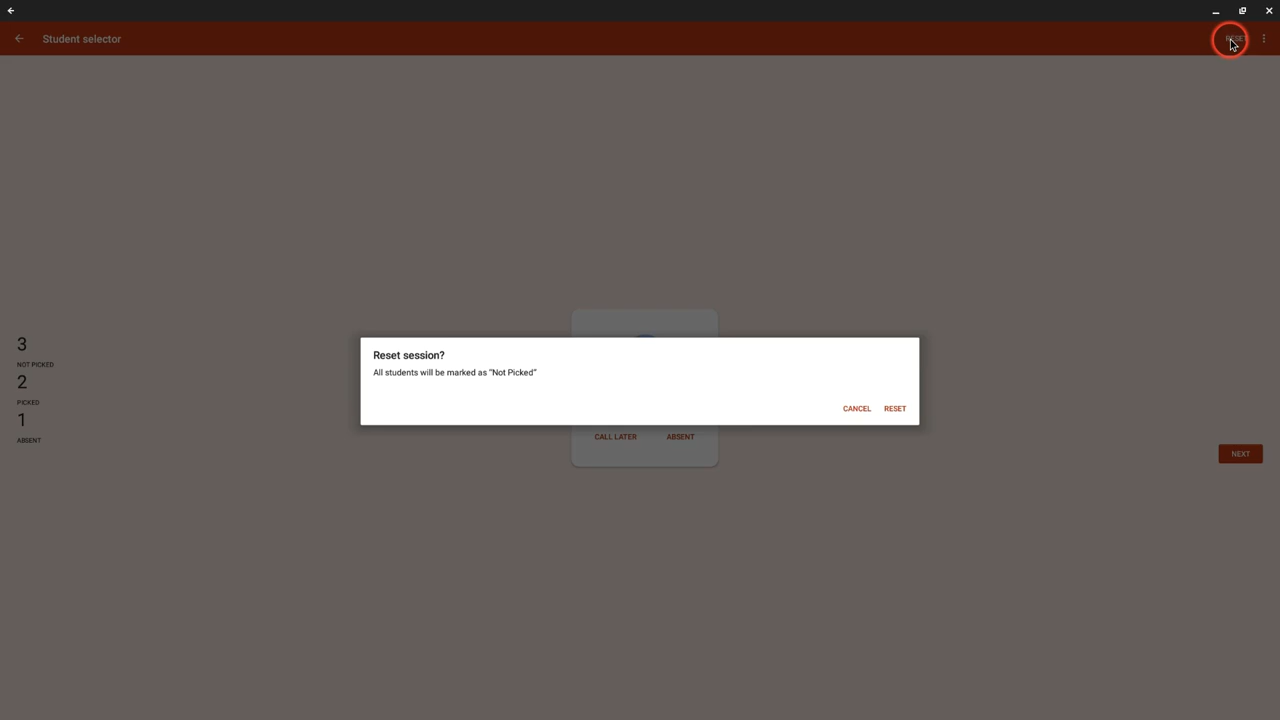 Student selector
RESET
3
NOT PICKED
2
PICKED
1
ABSENT
Reset session?
All students will be marked as "Not Picked"
CANCEL RESET
CALL LATER ABSENT
NEXT